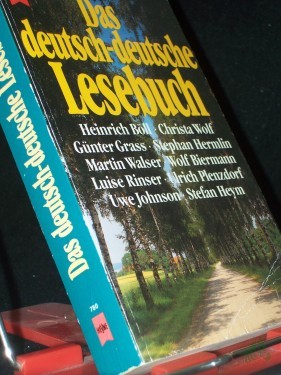 Das
deutsch-deutsche
Lesebuch
Heinrich Böll · Christa Wolf
Günter Grass · Stephan Hermlin
Martin Walser · Wolf Biermann
Luise Rinser · Ulrich Plenzdorf
Uwe Johnson · Stefan Heym
Das deutsch-deutsche